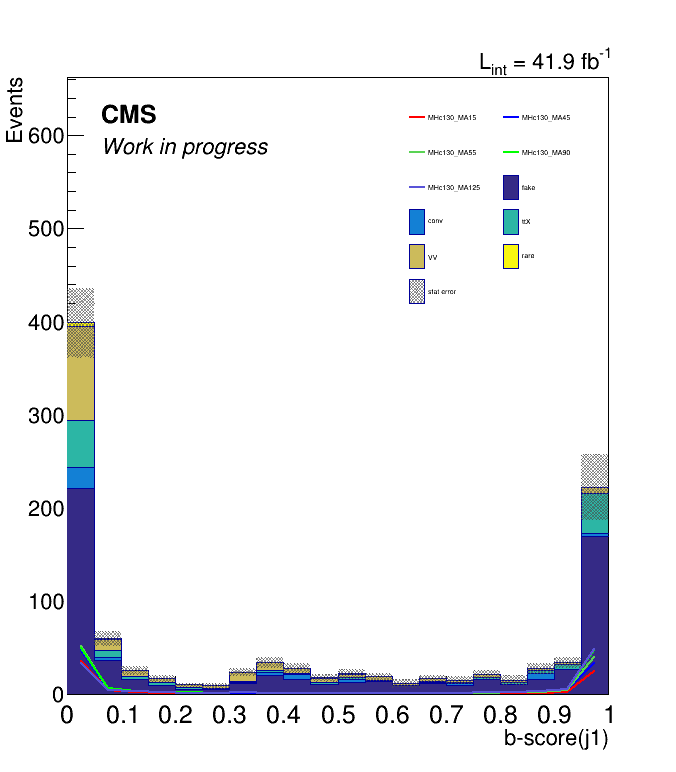 L_int = 41.9 fb^-1
Events
CMS
Work in progress
MHc130_MA15
MHc130_MA45
MHc130_MA55
MHc130_MA90
MHc130_MA125
fake
conv
ttX
VV
rare
stat error
600
500
400
300
200
100
0
0 0.1 0.2 0.3 0.4 0.5 0.6 0.7 0.8 0.9 1
b-score(j1)